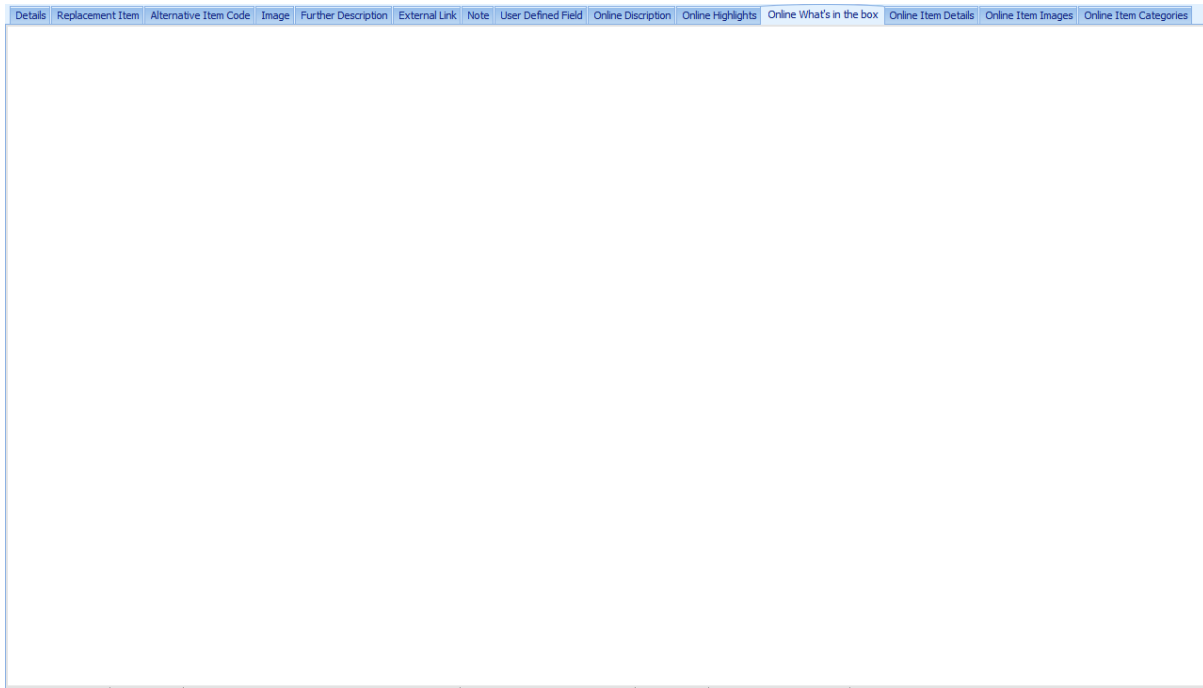 Details Replacement Item Alternative Item Code Image Further Description External Link Note User Defined Field Online Discription Online Highlights Online What's in the box Online Item Details Online Item Images Online Item Categories